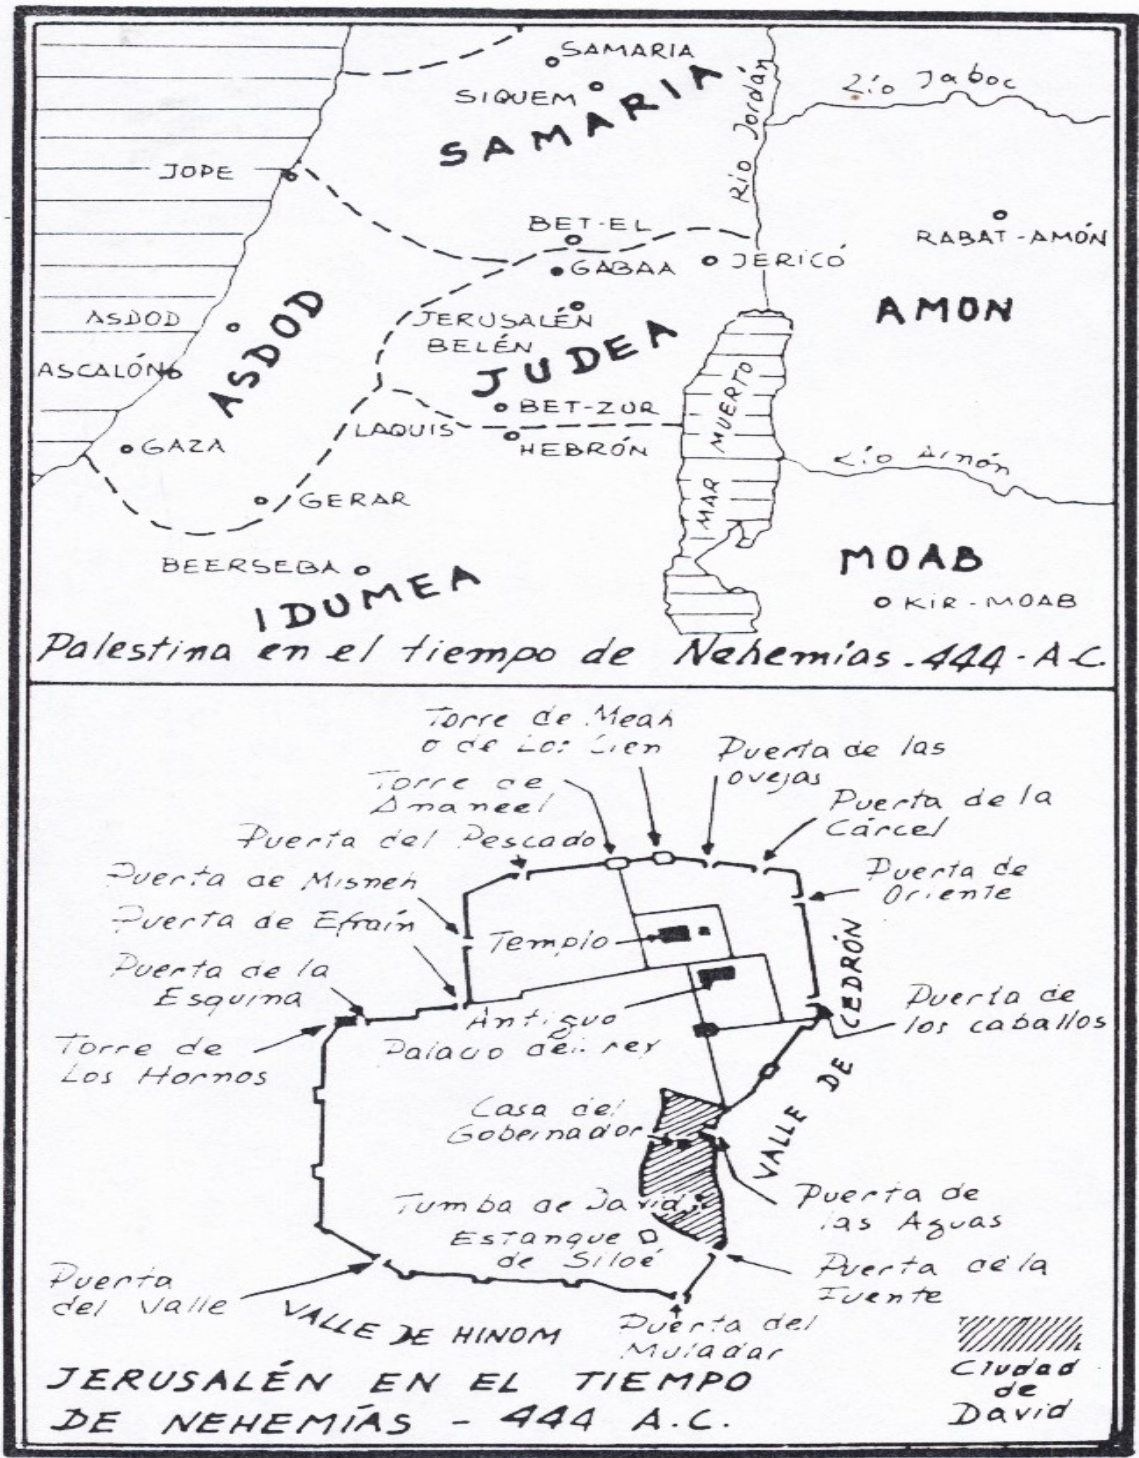 SAMARIA
SIQUEM
SAMARIA
Río Jordán
Río Jaboc
JOPE
BET-EL
GABAA
JERICÓ
RABAT-AMÓN
ASDOD
ASDOD
ASCALÓN
JERUSALÉN
BELÉN
JUDEA
AMON
BET-ZUR
LAQUIS
HEBRÓN
MAR MUERTO
GAZA
GERAR
Río Arnón
BEERSEBA
IDUMEA
MOAB
KIR-MOAB
Palestina en el tiempo de Nehemías.444-A-C.
Torre de Meah
o de Los Cien
Puerta de las
ovejas
Torre de
Ananeel
Puerta de la
Cárcel
Puerta del Pescado
Puerta de Misneh
Puerta de
Oriente
Puerta de Efraín
Templo
Puerta de la
Esquina
Antiguo
Palacio del rey
Puerta de
los caballos
Torre de
Los Hornos
VALLE DE CEDRÓN
Casa del
Gobernador
Tumba de David
Puerta de
las Aguas
Estanque
de Siloé
Puerta de la
Fuente
Puerta
del Valle
VALLE DE HINOM
Puerta del
Muladar
JERUSALÉN EN EL TIEMPO
DE NEHEMÍAS - 444 A.C.
Ciudad
de
David